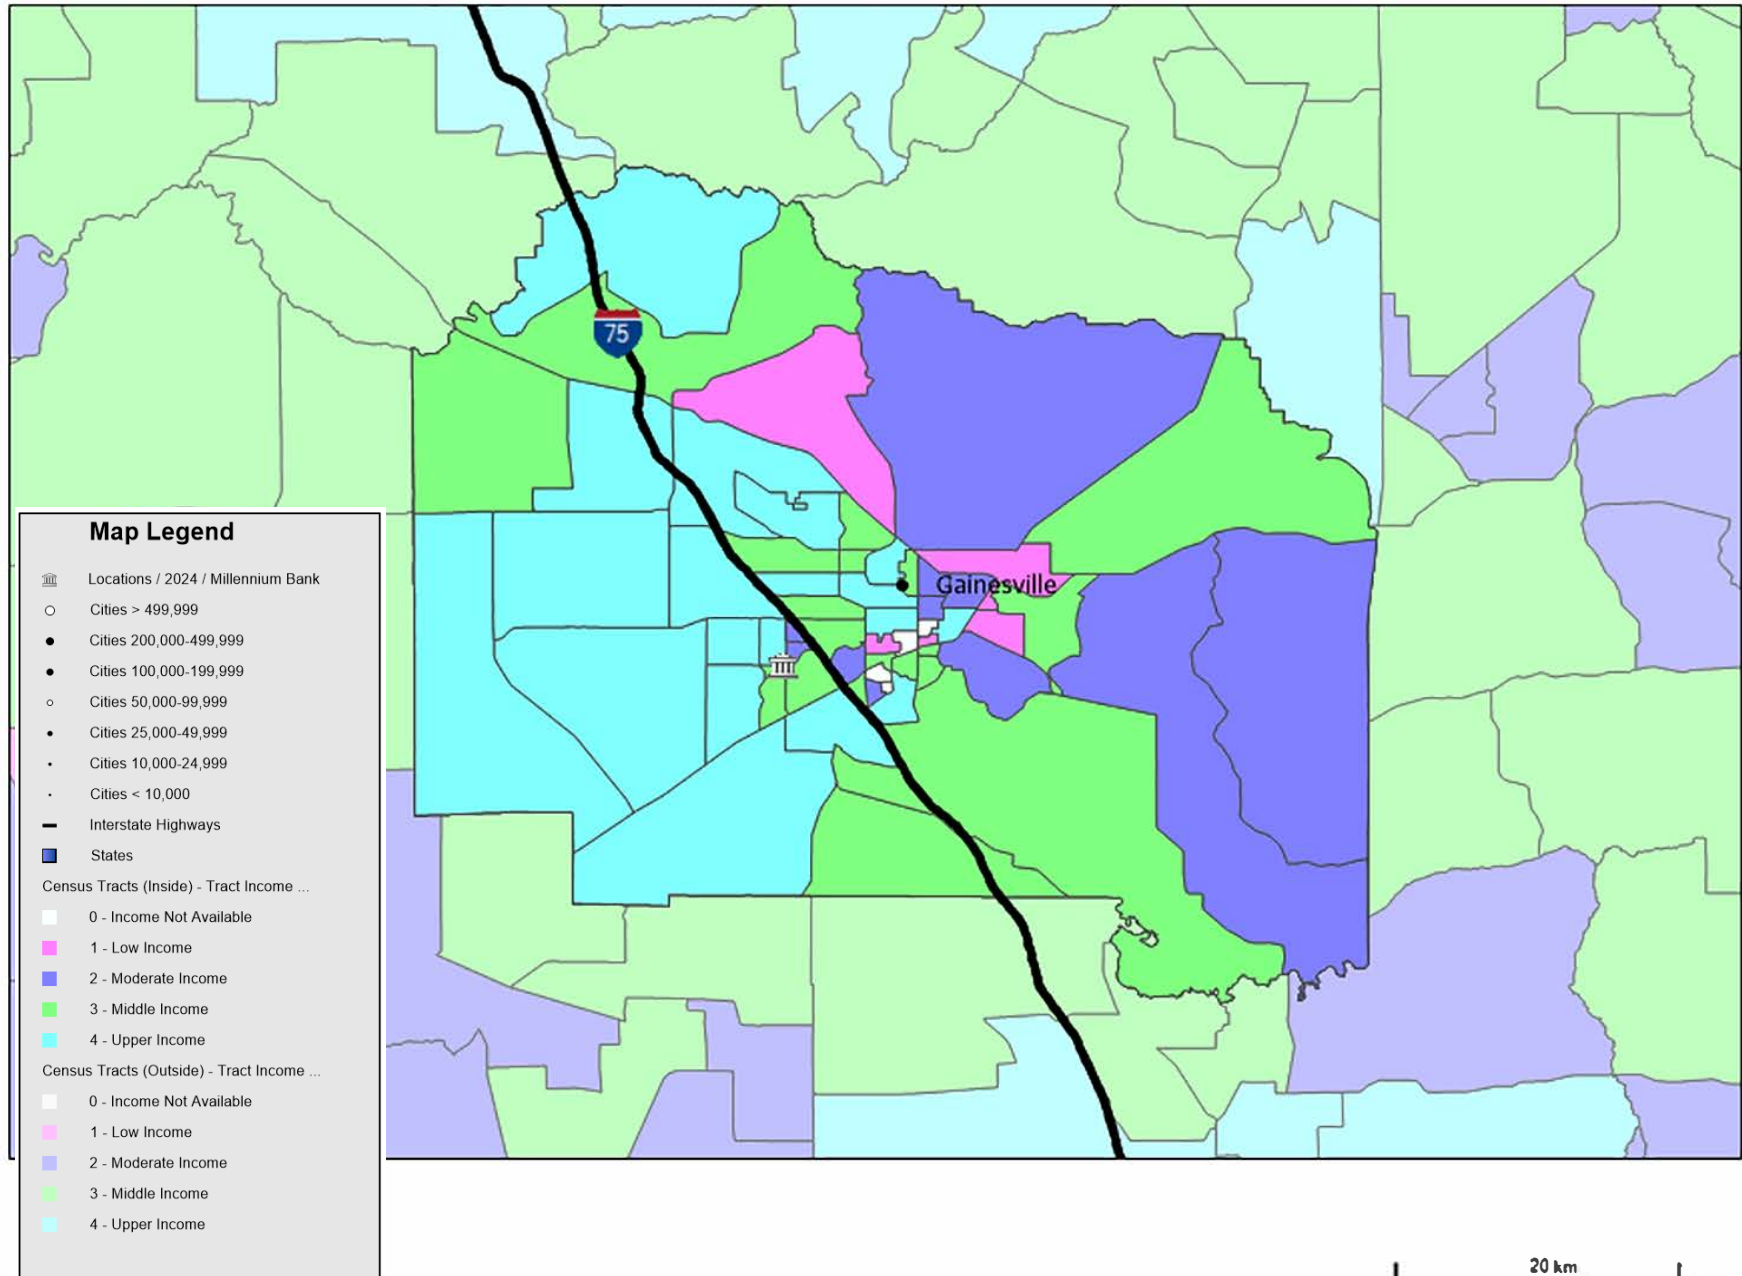 75
Gainesville
Map Legend
Locations / 2024 / Millennium Bank
Cities > 499,999
Cities 200,000-499,999
Cities 100,000-199,999
Cities 50,000-99,999
Cities 25,000-49,999
Cities 10,000-24,999
Cities < 10,000
Interstate Highways
States
Census Tracts (Inside) - Tract Income ...
0 - Income Not Available
1 - Low Income
2 - Moderate Income
3 - Middle Income
4 - Upper Income
Census Tracts (Outside) - Tract Income ...
0 - Income Not Available
1 - Low Income
2 - Moderate Income
3 - Middle Income
4 - Upper Income
20 km